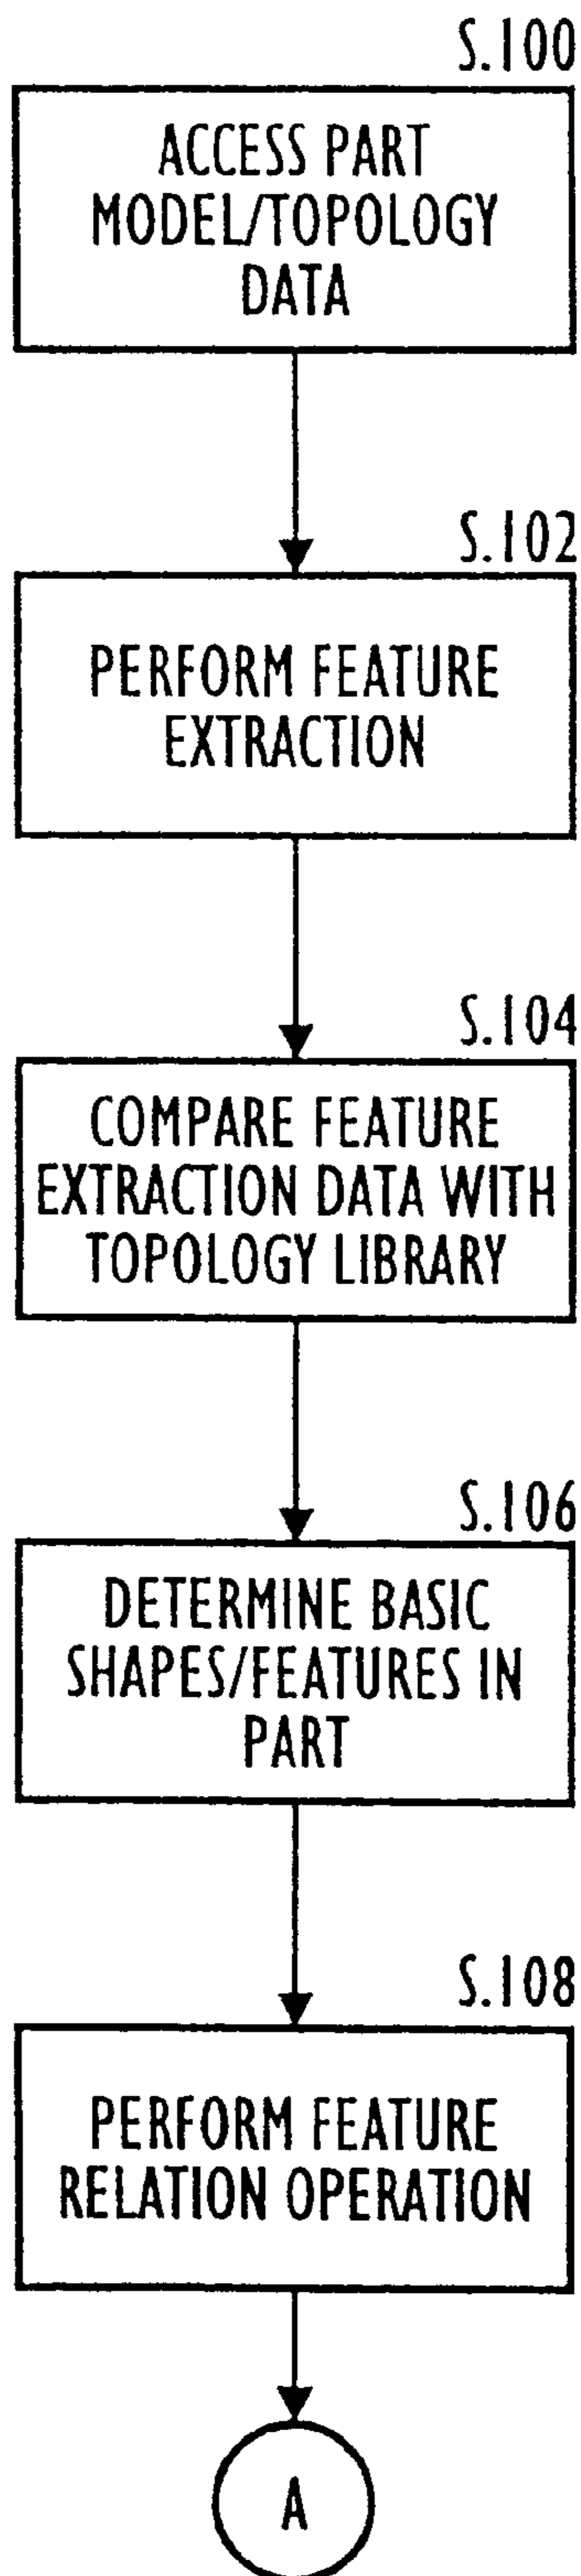 S.100
ACCESS PART
MODEL/TOPOLOGY
DATA
S.102
PERFORM FEATURE
EXTRACTION
S.104
COMPARE FEATURE
EXTRACTION DATA WITH
TOPOLOGY LIBRARY
S.106
DETERMINE BASIC
SHAPES/FEATURES IN
PART
S.108
PERFORM FEATURE
RELATION OPERATION
A